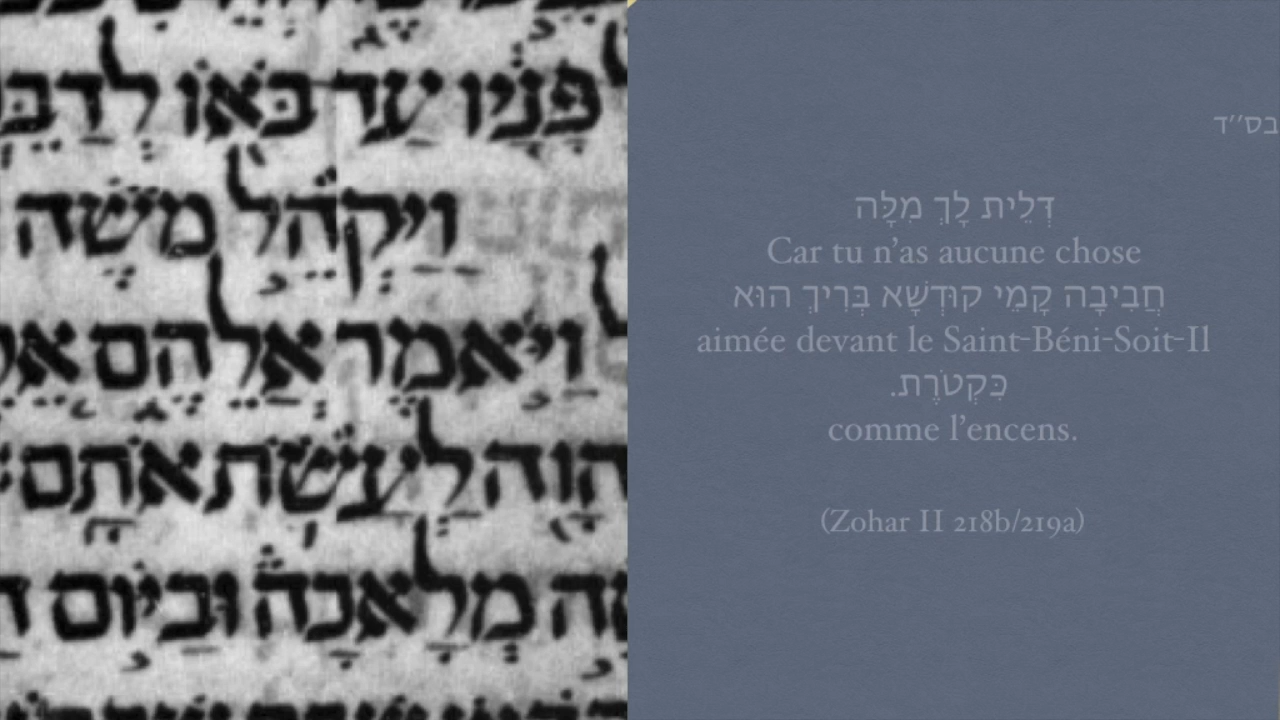 פָּנָיו עַד בֹּאוֹ לְדַבֵּ
וַיַּקְהֵל מֹשֶׁה
וַיֹּאמֶר אֲלֵהֶם
הוָה לַעֲשֹׂת אֹתָם
מְלָאכָה וּבַיּוֹם
בס''ד
דְּלֵית לָךְ מִלָּה
Car tu n’as aucune chose
חֲבִיבָה קָמֵי קוּדְשָׁא בְּרִיךְ הוּא
aimée devant le Saint-Béni-Soit-Il
כִּקְטֹרֶת.
comme l’encens.
(Zohar II 218b/219a)